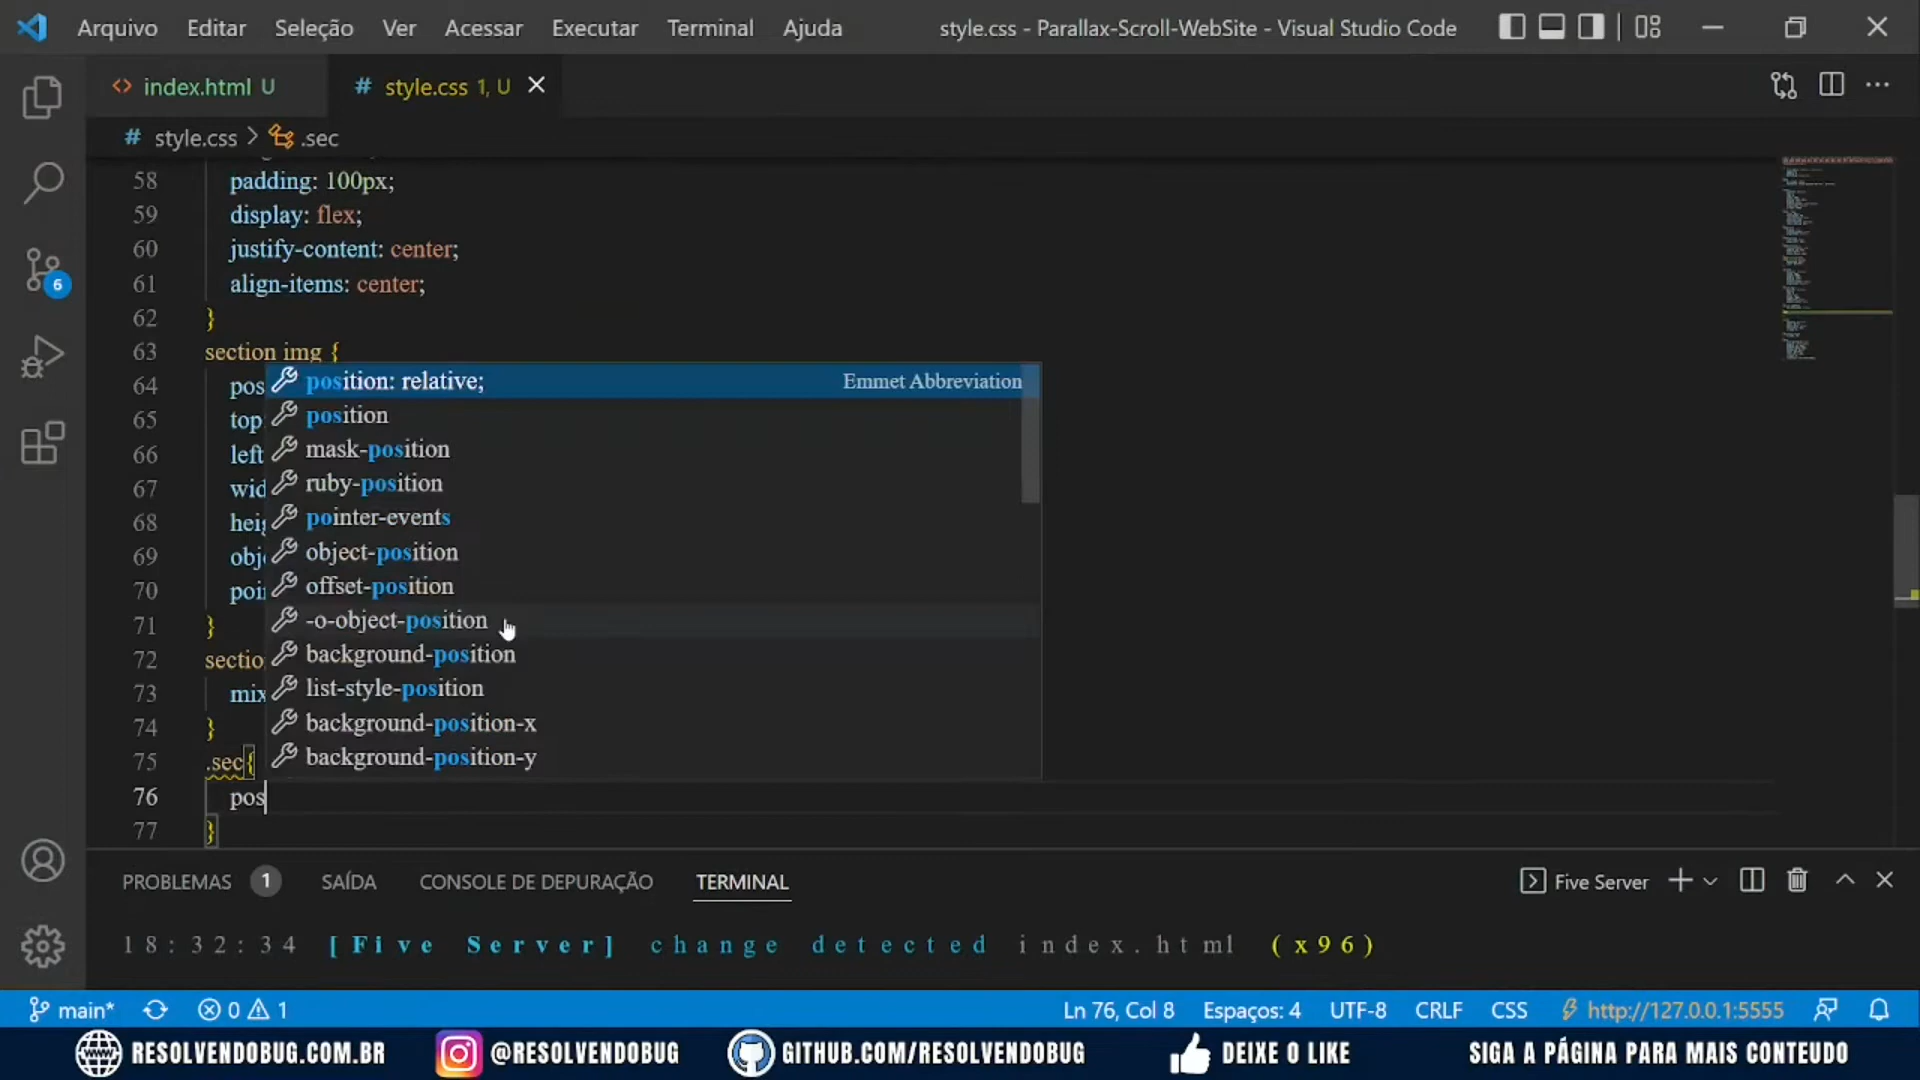 Arquivo Editar Seleção Ver Acessar Executar Terminal Ajuda style.css - Parallax-Scroll-WebSite - Visual Studio Code
<> index.html U # style.css 1, U
# style.css > .sec
58 padding: 100px;
59 display: flex;
60 justify-content: center;
61 align-items: center;
62 }
63 section img {
64 pos
65 top
66 left
67 wid
68 heig
69 obj
70 poi
71 }
72 sectio
73 mix
74 }
75 .sec{
76 pos
77 }
position: relative; Emmet Abbreviation
position
mask-position
ruby-position
pointer-events
object-position
offset-position
-o-object-position
background-position
list-style-position
background-position-x
background-position-y
6
PROBLEMAS 1 SAÍDA CONSOLE DE DEPURAÇÃO TERMINAL Five Server
18:32:34 [Five Server] change detected index.html (x96)
main* 0 1 Ln 76, Col 8 Espaços: 4 UTF-8 CRLF CSS http://127.0.0.1:5555
RESOLVENDOBUG.COM.BR @RESOLVENDOBUG GITHUB.COM/RESOLVENDOBUG DEIXE O LIKE SIGA A PÁGINA PARA MAIS CONTEUDO